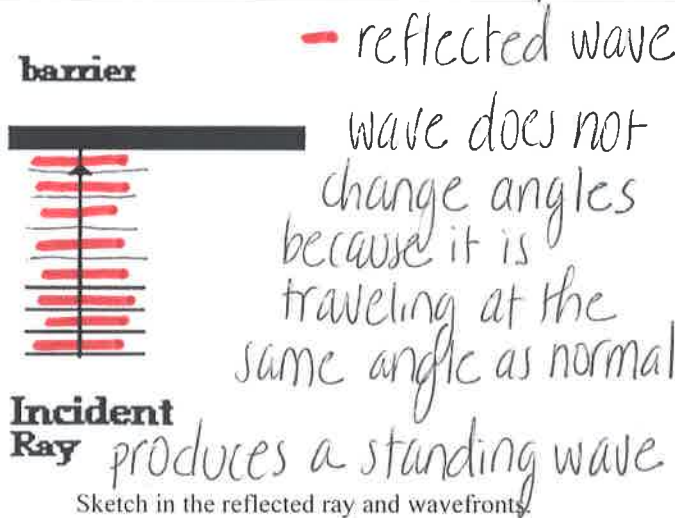 - reflected wave
barrier
wave does not
change angles
because it is
traveling at the
same angle as normal
Incident
Ray
produces a standing wave
Sketch in the reflected ray and wavefronts.